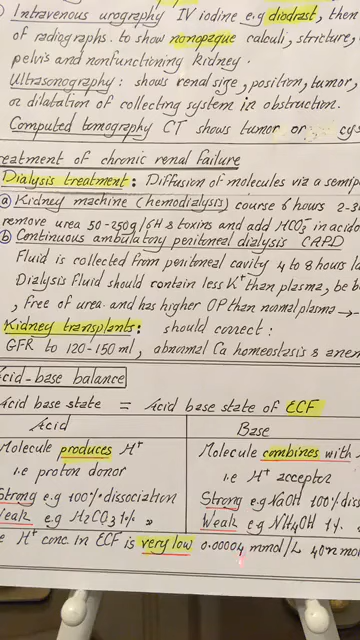 Intravenous urography IV iodine e.g diodrast, then
of radiographs. to show nonopaque calculi, stricture,
pelvis and nonfunctioning kidney.
Ultrasonography: shows renal size, position, tumor,
or dilatation of collecting system in obstruction.
Computed tomography CT shows tumor or cys
eatment of chronic renal failure
Dialysis treatment: Diffusion of molecules via a semipe
ⓐ Kidney machine (hemodialysis) course 6 hours 2-3
remove urea 50-250g/6H & toxins and add HCO3⁻ in acido
ⓑ Continuous ambulatory peritoneal dialysis CAPD
Fluid is collected from peritoneal cavity 4 to 8 hours la
Dialysis fluid should contain less K⁺ than plasma, be b
, free of urea and has higher OP than normal plasma →
Kidney transplants: should correct:
GFR to 120-150 ml, abnormal Ca homeostasis & anem
Acid-base balance
Acid base state = Acid base state of ECF
Acid Base
Molecule produces H⁺ Molecule combines with
i.e proton donor i.e H⁺ acceptor
Strong e.g 100% dissociation Strong e.g NaOH 100% diss
Weak e.g H2CO3 1% " Weak e.g NH4OH 1%
e H⁺ conc. in ECF is very low 0.00004 mmol/L 40 n mol